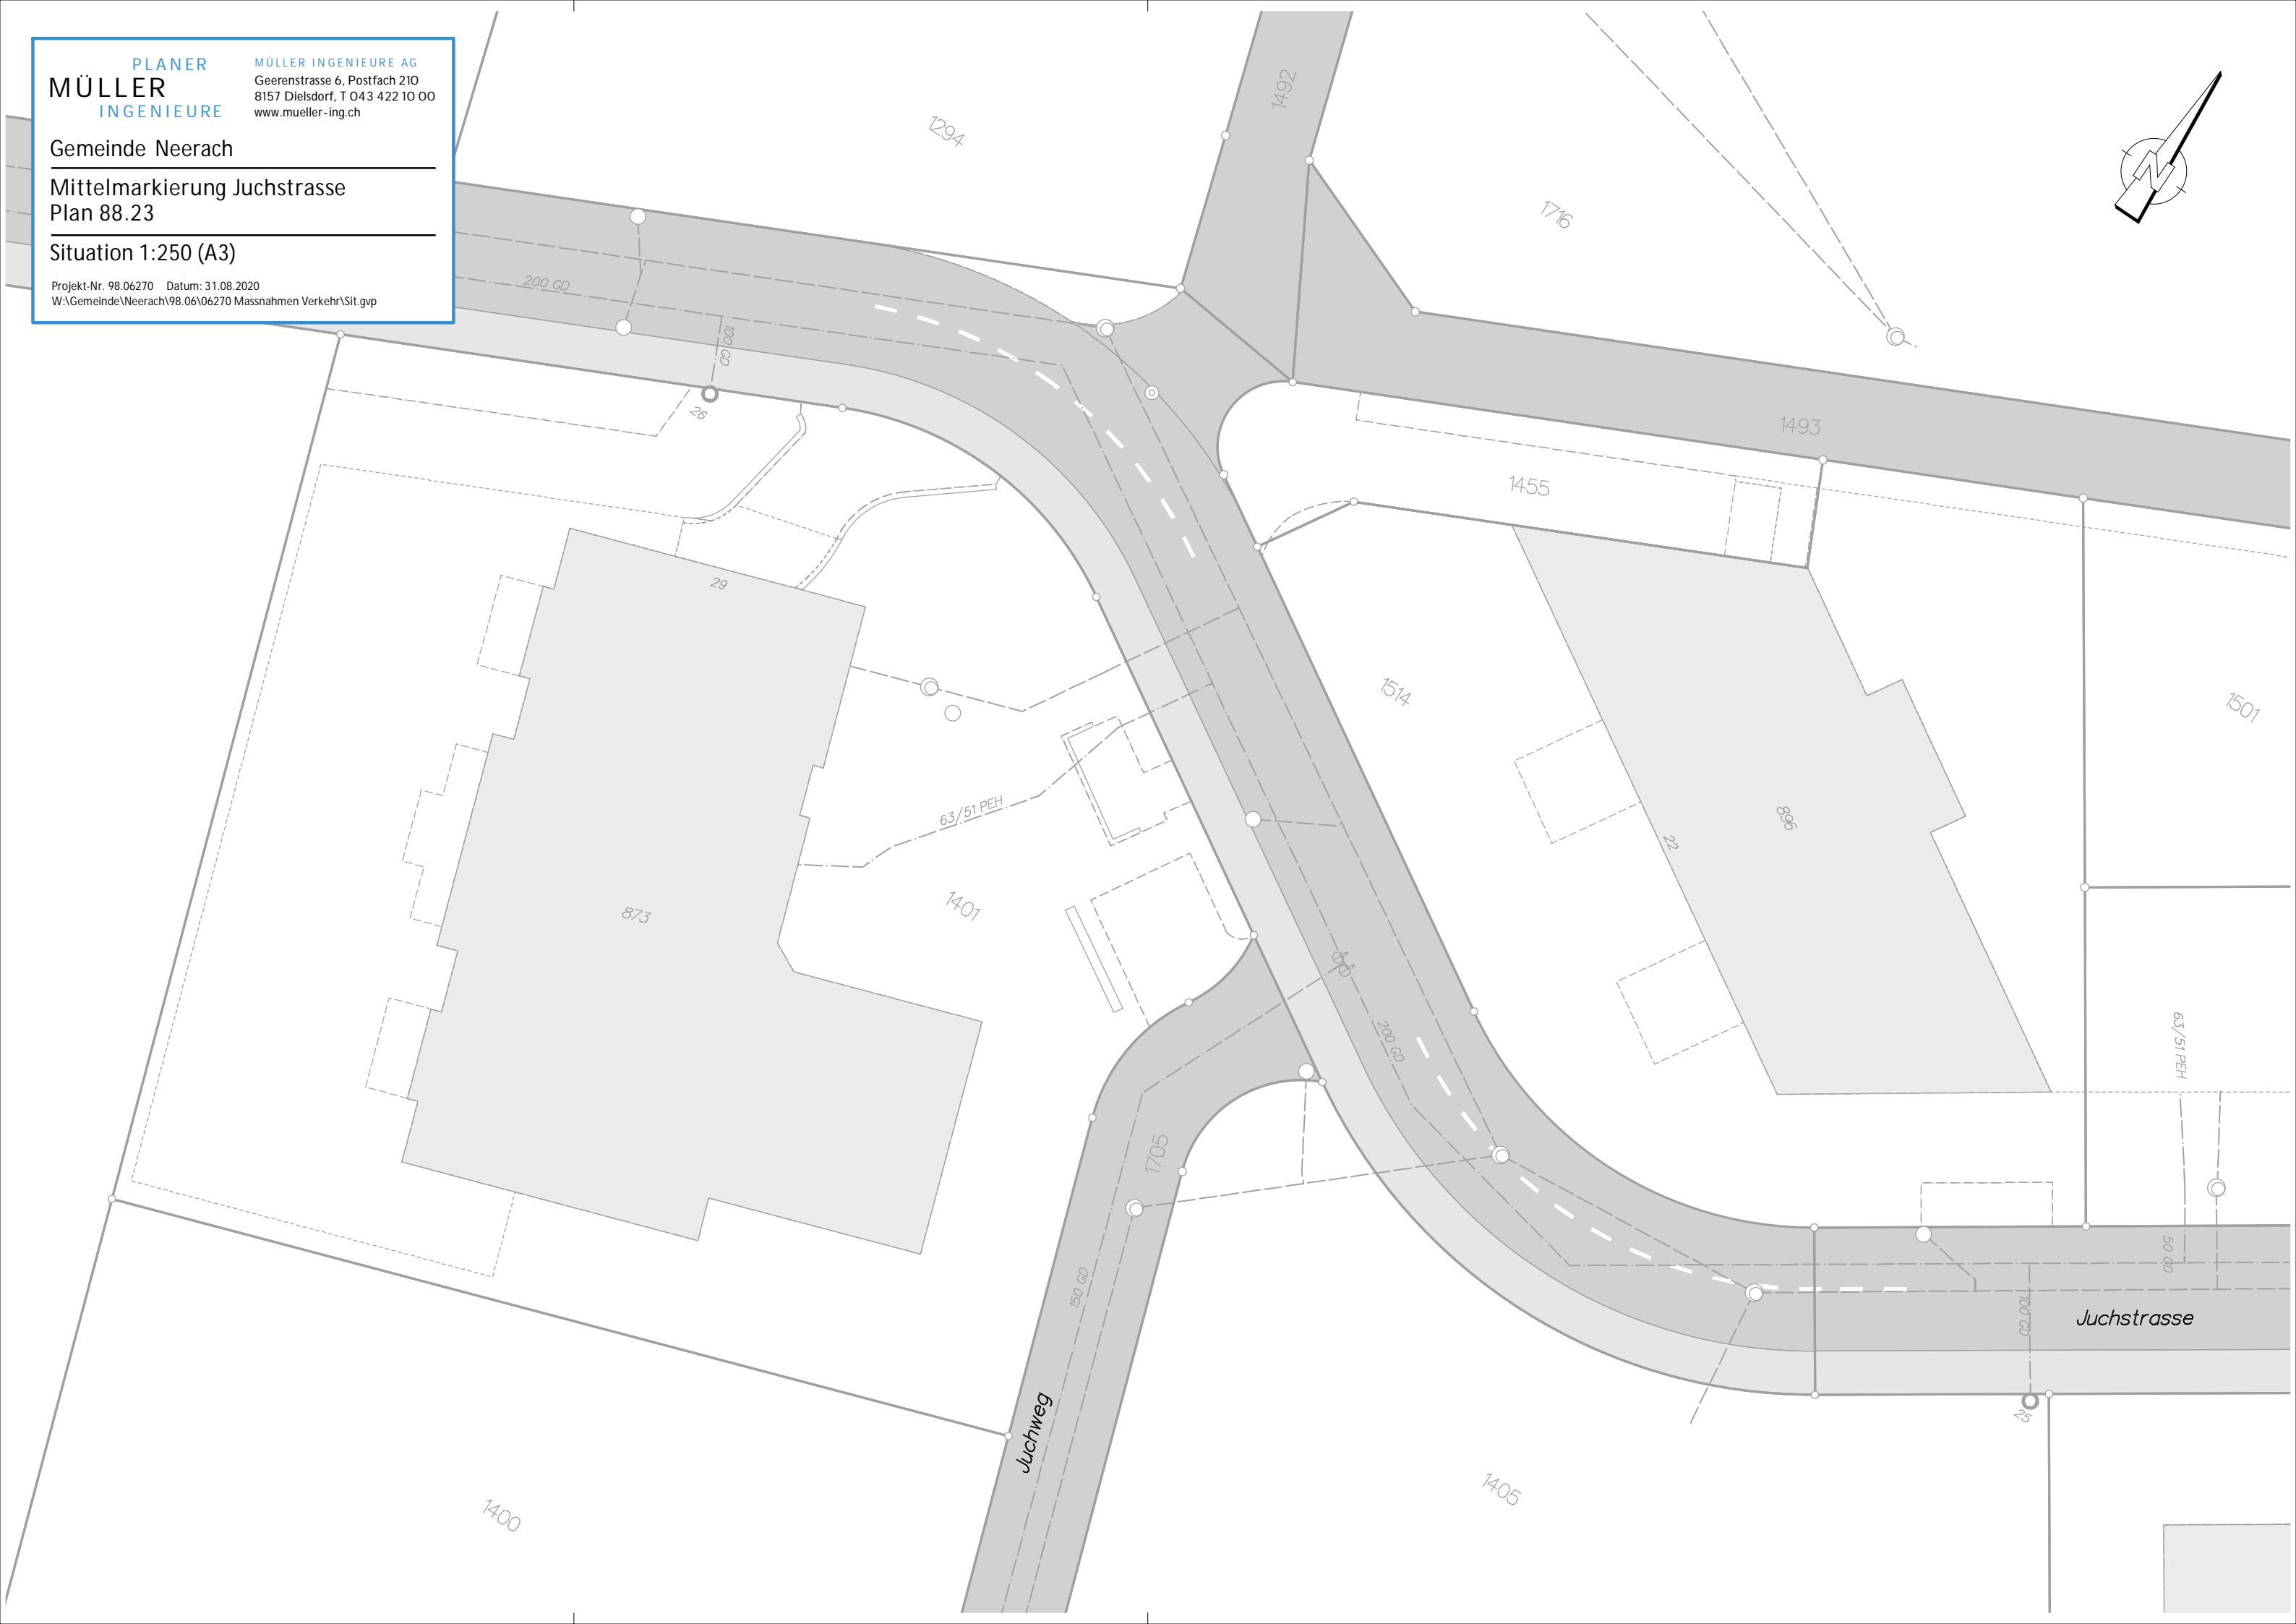 PLANER
MÜLLER
INGENIEURE
MÜLLER INGENIEURE AG
Geerenstrasse 6, Postfach 210
8157 Dielsdorf, T 043 422 10 00
www.mueller-ing.ch
Gemeinde Neerach
Mittelmarkierung Juchstrasse
Plan 88.23
Situation 1:250 (A3)
Projekt-Nr. 98.06270 Datum: 31.08.2020
W:\Gemeinde\Neerach\98.06\06270 Massnahmen Verkehr\Sit.gvp
1492
1294
N
1716
200 GD
100 GD
26
1493
1455
29
1514
1501
63/51 PEH
896
22
873
1401
200 GD
63/51 PEH
1705
50 GD
150 GD
100 GD
Juchstrasse
25
Juchweg
1405
1400